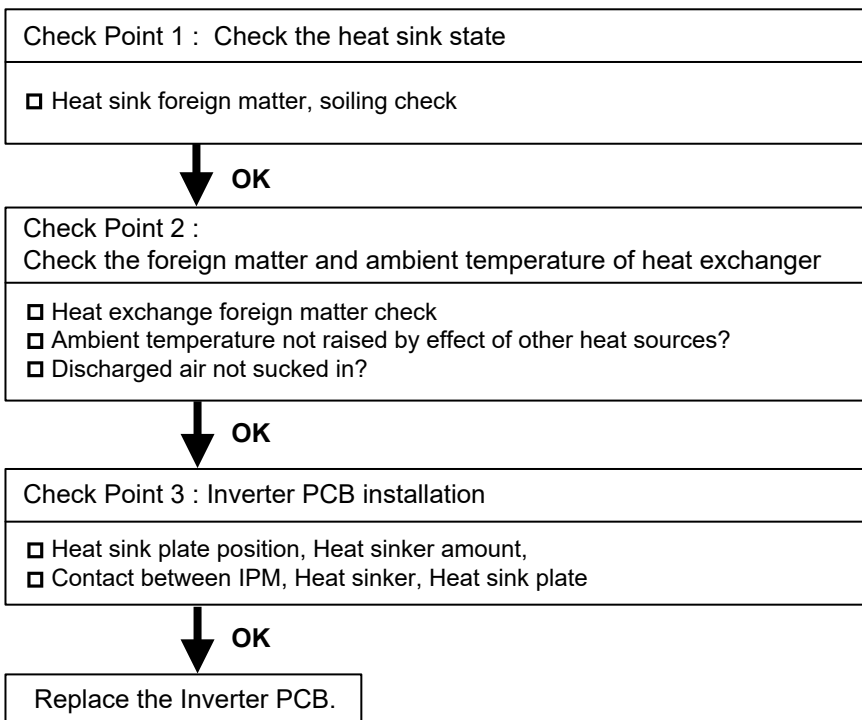 Check Point 1 :  Check the heat sink state
Heat sink foreign matter, soiling check
OK
Check Point 2 :
Check the foreign matter and ambient temperature of heat exchanger
Heat exchange foreign matter check
Ambient temperature not raised by effect of other heat sources?
Discharged air not sucked in?
OK
Check Point 3 : Inverter PCB installation
Heat sink plate position, Heat sinker amount,
Contact between IPM, Heat sinker, Heat sink plate
OK
Replace the Inverter PCB.